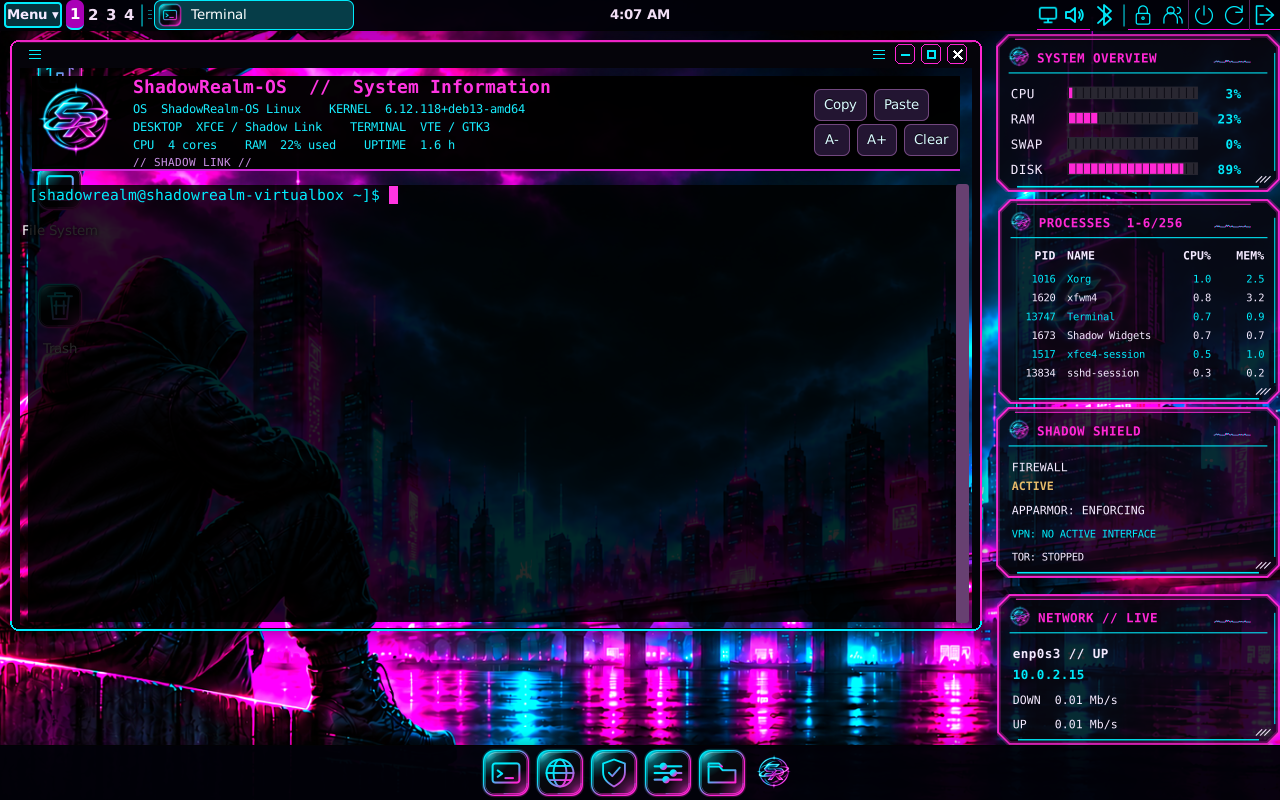 Menu ▾ 1 2 3 4 Terminal 4:07 AM
ShadowRealm-OS // System Information
OS ShadowRealm-OS Linux KERNEL 6.12.118+deb13-amd64
DESKTOP XFCE / Shadow Link TERMINAL VTE / GTK3
CPU 4 cores RAM 22% used UPTIME 1.6 h
// SHADOW LINK //
Copy Paste
A- A+ Clear
[shadowrealm@shadowrealm-virtualbox ~]$
File System
Trash
SYSTEM OVERVIEW
CPU 3%
RAM 23%
SWAP 0%
DISK 89%
PROCESSES 1-6/256
PID NAME CPU% MEM%
1016 Xorg 1.0 2.5
1620 xfwm4 0.8 3.2
13747 Terminal 0.7 0.9
1673 Shadow Widgets 0.7 0.7
1517 xfce4-session 0.5 1.0
13834 sshd-session 0.3 0.2
SHADOW SHIELD
FIREWALL
ACTIVE
APPARMOR: ENFORCING
VPN: NO ACTIVE INTERFACE
TOR: STOPPED
NETWORK // LIVE
enp0s3 // UP
10.0.2.15
DOWN 0.01 Mb/s
UP 0.01 Mb/s